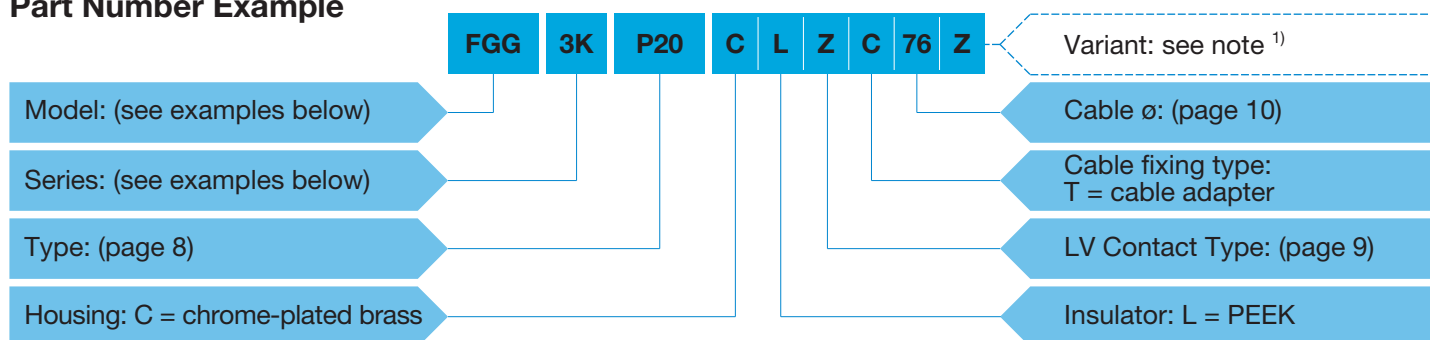 Part Number Example
FGG 3K P20 C L Z C 76 Z
Variant: see note 1)
Model: (see examples below)
Cable ø: (page 10)
Series: (see examples below)
Cable fixing type:
T = cable adapter
Type: (page 8)
LV Contact Type: (page 9)
Housing: C = chrome-plated brass
Insulator: L = PEEK